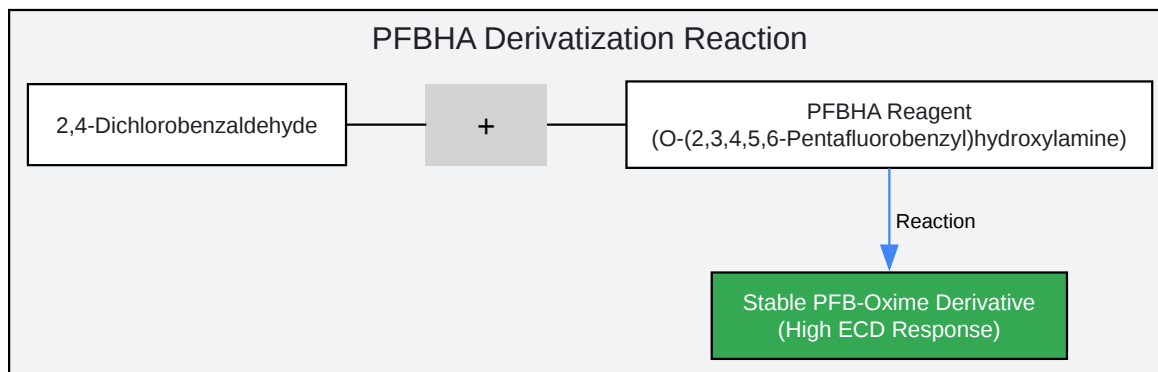 PFBHA Derivatization Reaction
2,4-Dichlorobenzaldehyde
+
PFBHA Reagent
(O-(2,3,4,5,6-Pentafluorobenzyl)hydroxylamine)
Reaction
Stable PFB-Oxime Derivative
(High ECD Response)